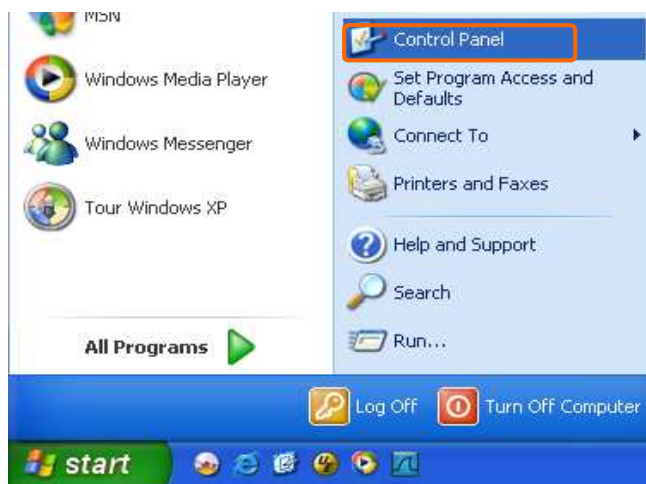 MSN
Windows Media Player
Windows Messenger
Tour Windows XP
All Programs
Control Panel
Set Program Access and
Defaults
Connect To
Printers and Faxes
Help and Support
Search
Run...
Log Off
Turn Off Computer
start